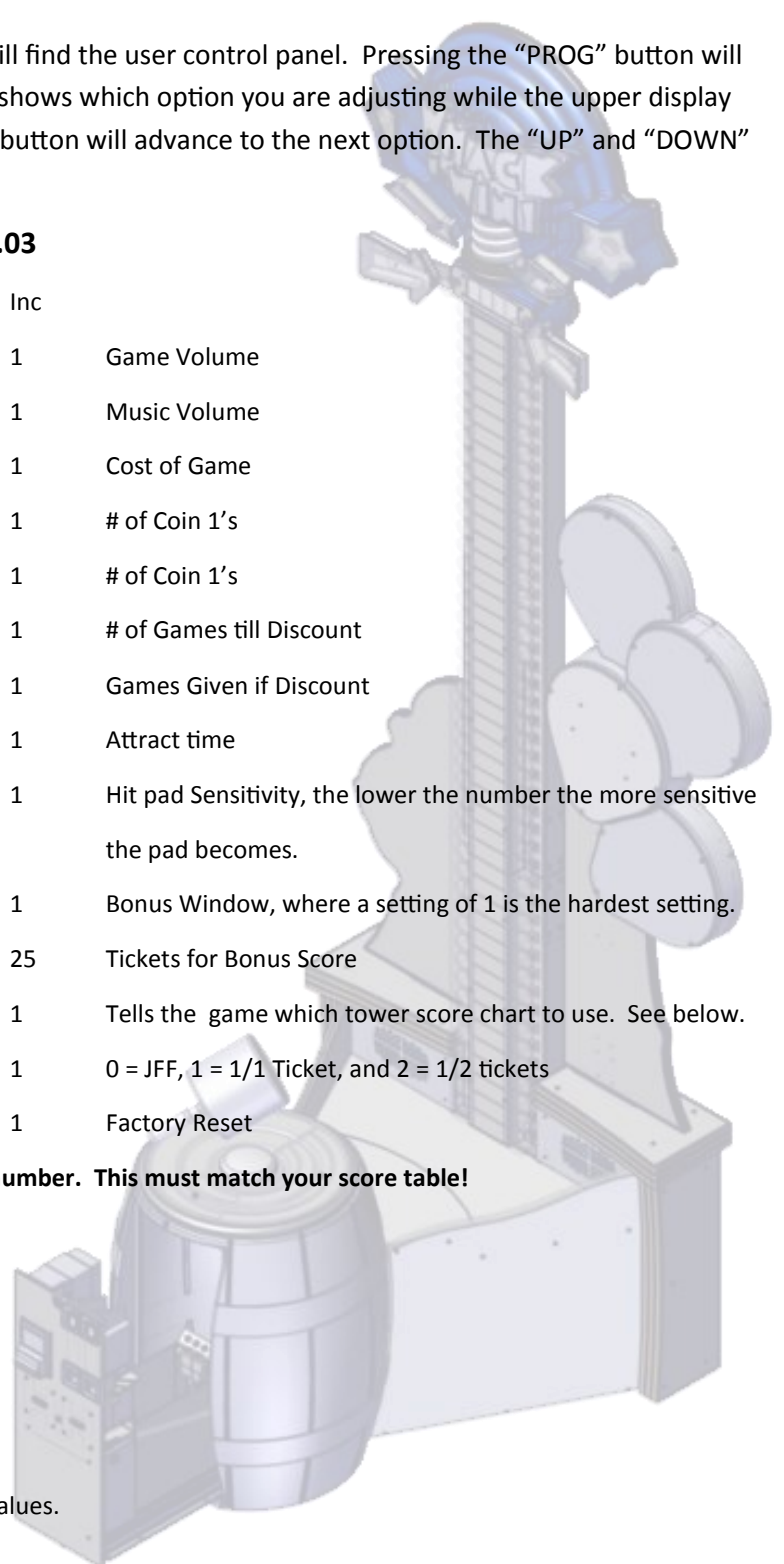 ill find the user control panel. Pressing the “PROG” button will
shows which option you are adjusting while the upper display
button will advance to the next option. The “UP” and “DOWN”
.03
Inc
1 Game Volume
1 Music Volume
1 Cost of Game
1 # of Coin 1’s
1 # of Coin 1’s
1 # of Games till Discount
1 Games Given if Discount
1 Attract time
1 Hit pad Sensitivity, the lower the number the more sensitive
the pad becomes.
1 Bonus Window, where a setting of 1 is the hardest setting.
25 Tickets for Bonus Score
1 Tells the game which tower score chart to use. See below.
1 0 = JFF, 1 = 1/1 Ticket, and 2 = 1/2 tickets
1 Factory Reset
umber. This must match your score table!
alues.